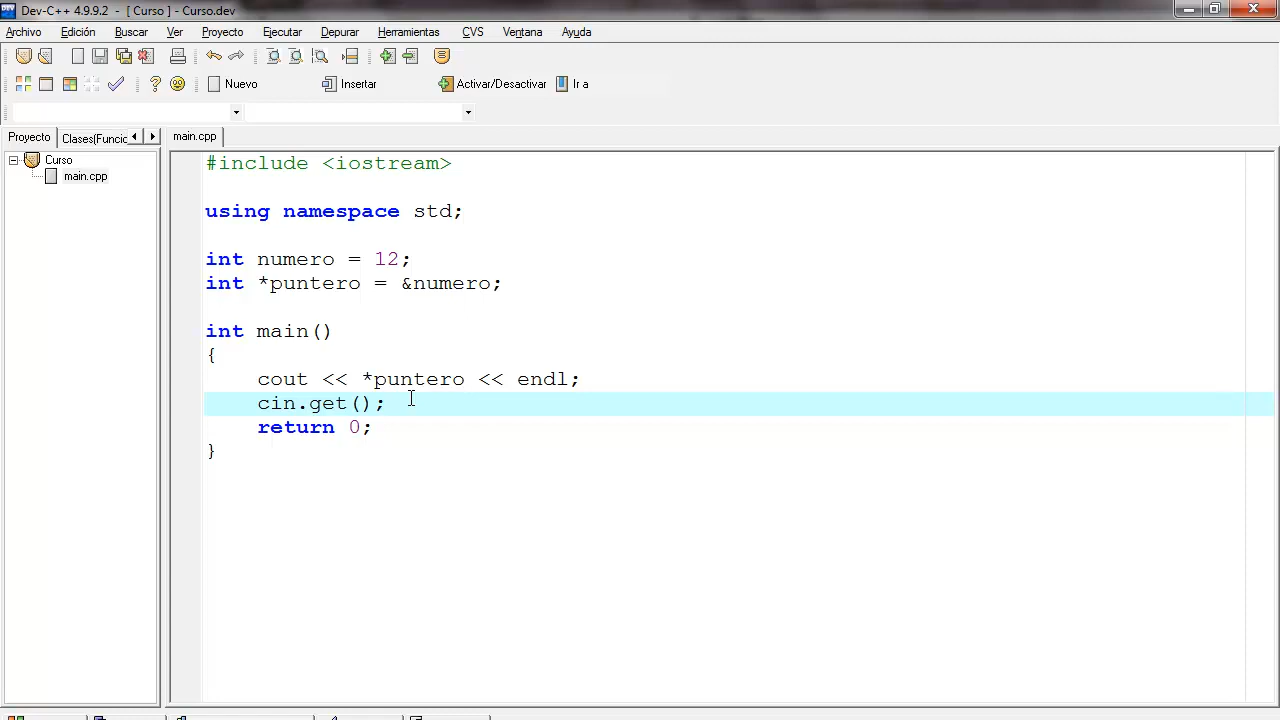 Dev-C++ 4.9.9.2 - [ Curso ] - Curso.dev
Archivo Edición Buscar Ver Proyecto Ejecutar Depurar Herramientas CVS Ventana Ayuda
Nuevo Insertar Activar/Desactivar Ir a
Proyecto Clases(Funcio main.cpp
Curso
main.cpp
#include <iostream>
using namespace std;
int numero = 12;
int *puntero = &numero;
int main()
{
cout << *puntero << endl;
cin.get();
return 0;
}